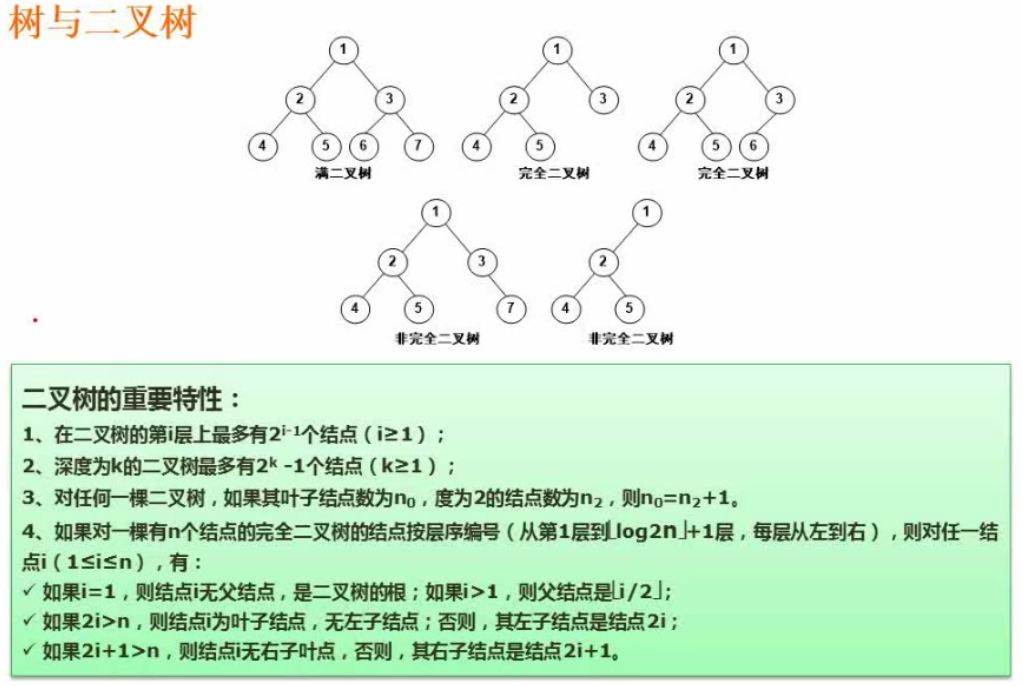 树与二叉树
1
1
1
2
3
2
3
2
3
4
5
6
7
4
5
4
5
6
满二叉树
完全二叉树
完全二叉树
1
1
2
3
2
4
5
7
4
5
非完全二叉树
非完全二叉树
二叉树的重要特性：
1、在二叉树的第i层上最多有2ⁱ⁻¹个结点（i≥1）；
2、深度为k的二叉树最多有2ᵏ -1个结点（k≥1）；
3、对任何一棵二叉树，如果其叶子结点数为n₀，度为2的结点数为n₂，则n₀=n₂+1。
4、如果对一棵有n个结点的完全二叉树的结点按层序编号（从第1层到⌊log2n⌋+1层，每层从左到右），则对任一结
点i（1≤i≤n），有：
✓ 如果i=1，则结点i无父结点，是二叉树的根；如果i>1，则父结点是⌊i/2⌋；
✓ 如果2i>n，则结点i为叶子结点，无左子结点；否则，其左子结点是结点2i；
✓ 如果2i+1>n，则结点i无右子叶点，否则，其右子结点是结点2i+1。